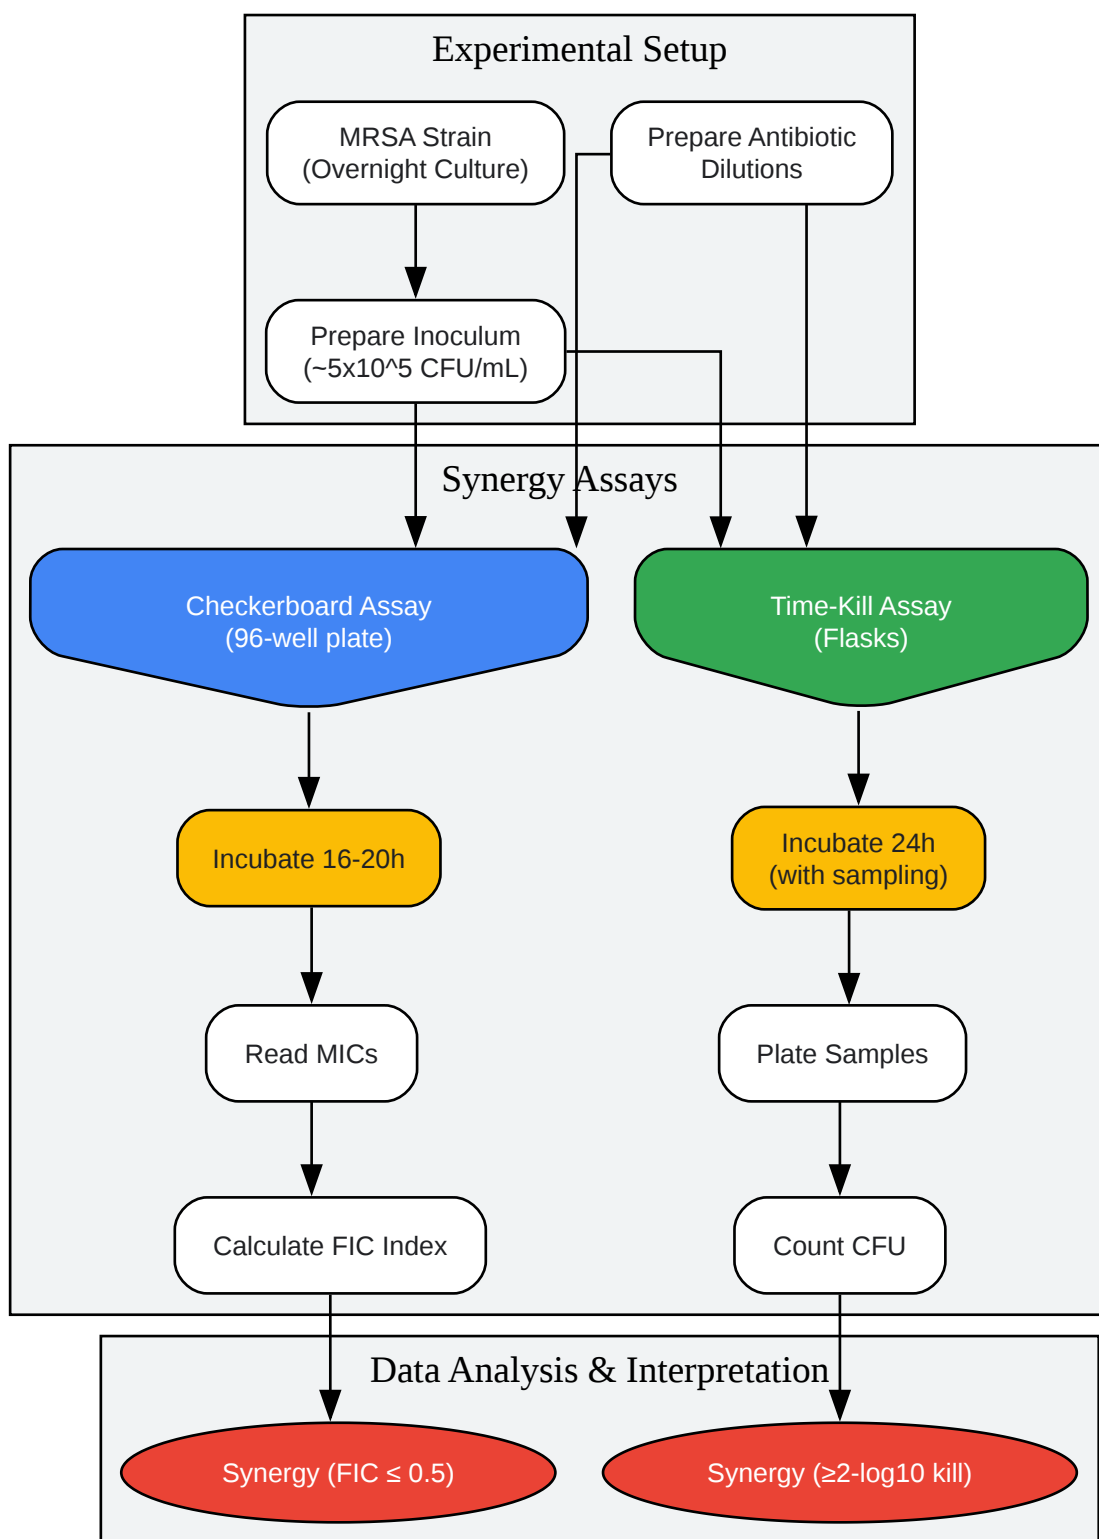 Experimental Setup
MRSA Strain
(Overnight Culture)
Prepare Antibiotic
Dilutions
Prepare Inoculum
(~5x10^5 CFU/mL)
Synergy Assays
Checkerboard Assay
(96-well plate)
Time-Kill Assay
(Flasks)
Incubate 16-20h
Incubate 24h
(with sampling)
Read MICs
Plate Samples
Calculate FIC Index
Count CFU
Data Analysis & Interpretation
Synergy (FIC ≤ 0.5)
Synergy (≥2-log10 kill)